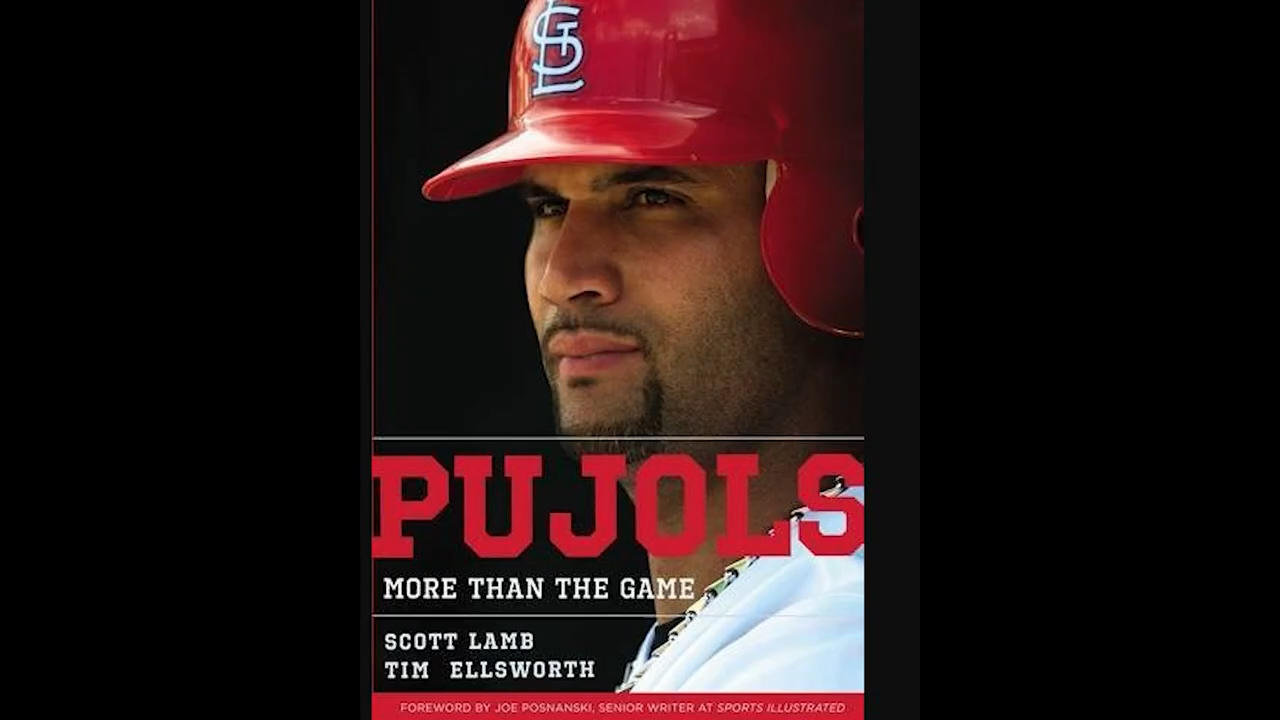 STL
PUJOLS
MORE THAN THE GAME
SCOTT LAMB
TIM ELLSWORTH
FOREWORD BY JOE POSNANSKI, SENIOR WRITER AT SPORTS ILLUSTRATED